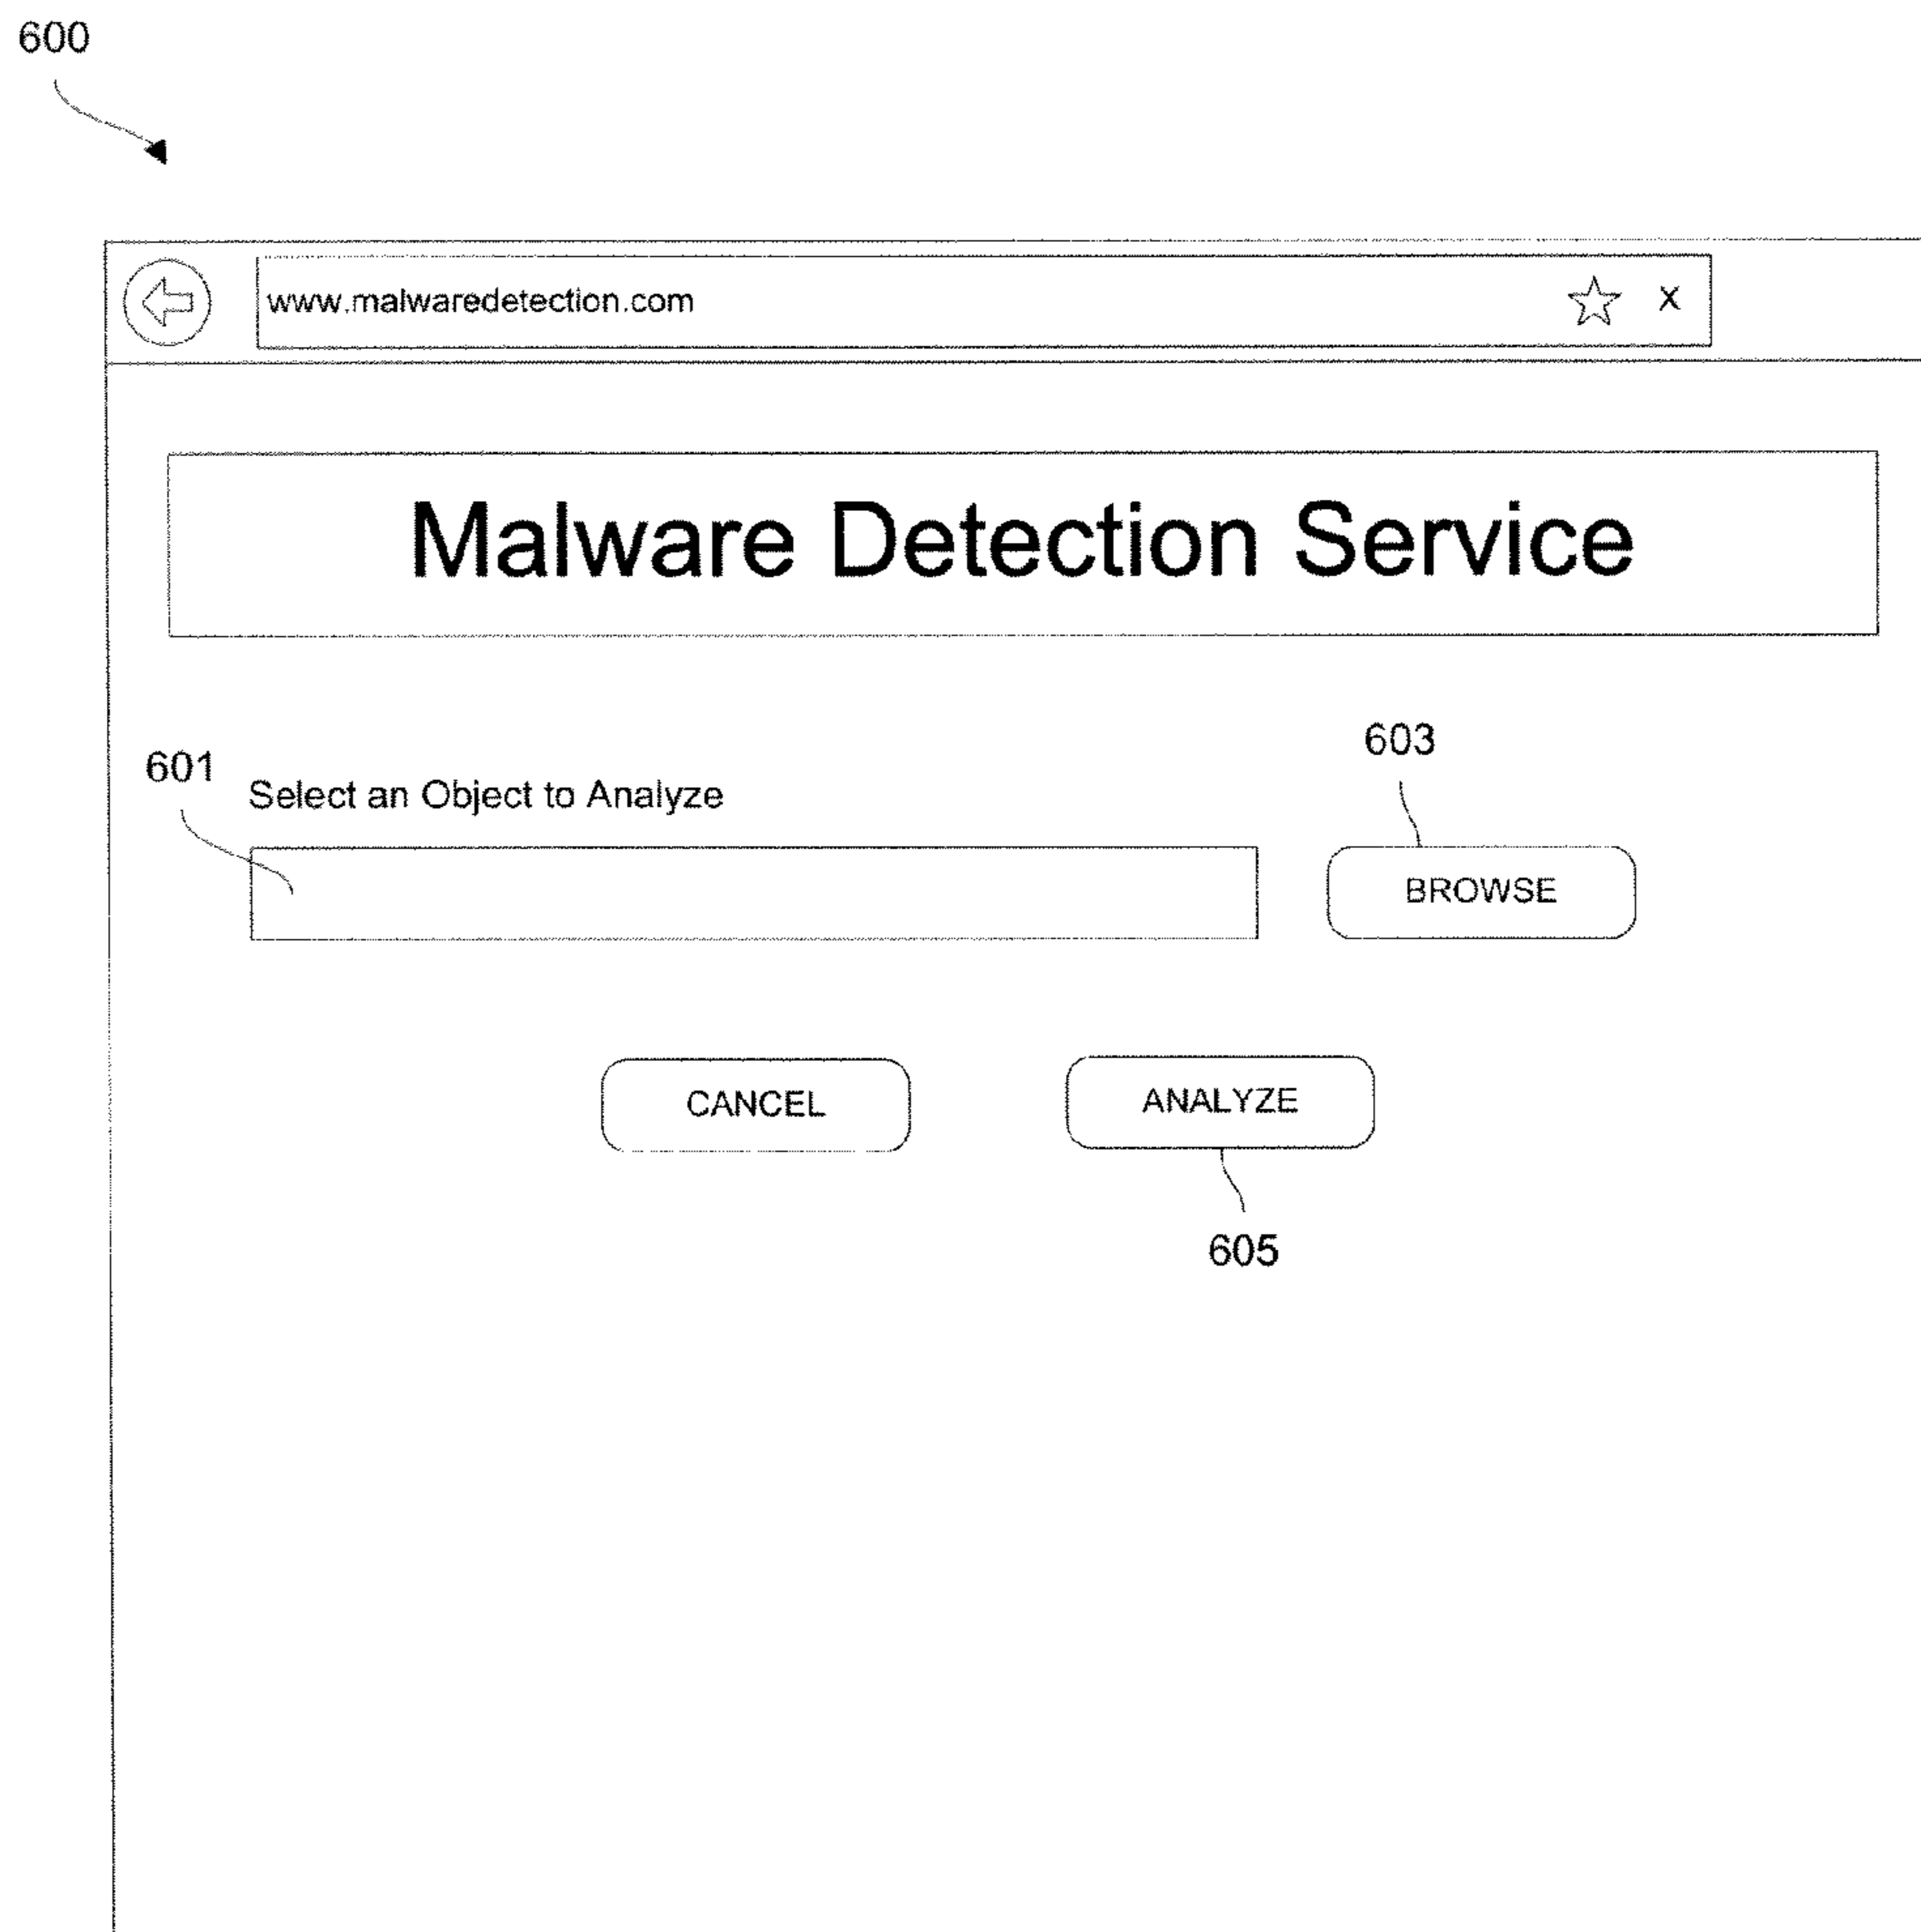 600
www.malwaredetection.com
X
Malware Detection Service
603
601
Select an Object to Analyze
BROWSE
CANCEL
ANALYZE
605